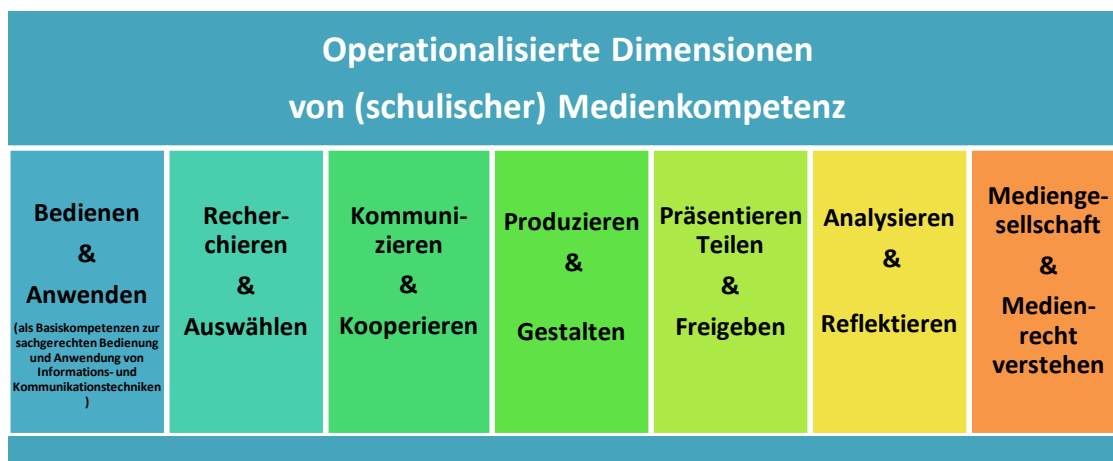 Operationalisierte Dimensionen
von (schulischer) Medienkompetenz
Bedienen
&
Anwenden
(als Basiskompetenzen zur
sachgerechten Bedienung
und Anwendung von
Informations- und
Kommunikationstechniken
)
Recher-
chieren
&
Auswählen
Kommuni-
zieren
&
Kooperieren
Produzieren
&
Gestalten
Präsentieren
Teilen
&
Freigeben
Analysieren
&
Reflektieren
Medienge-
sellschaft
&
Medien-
recht
verstehen